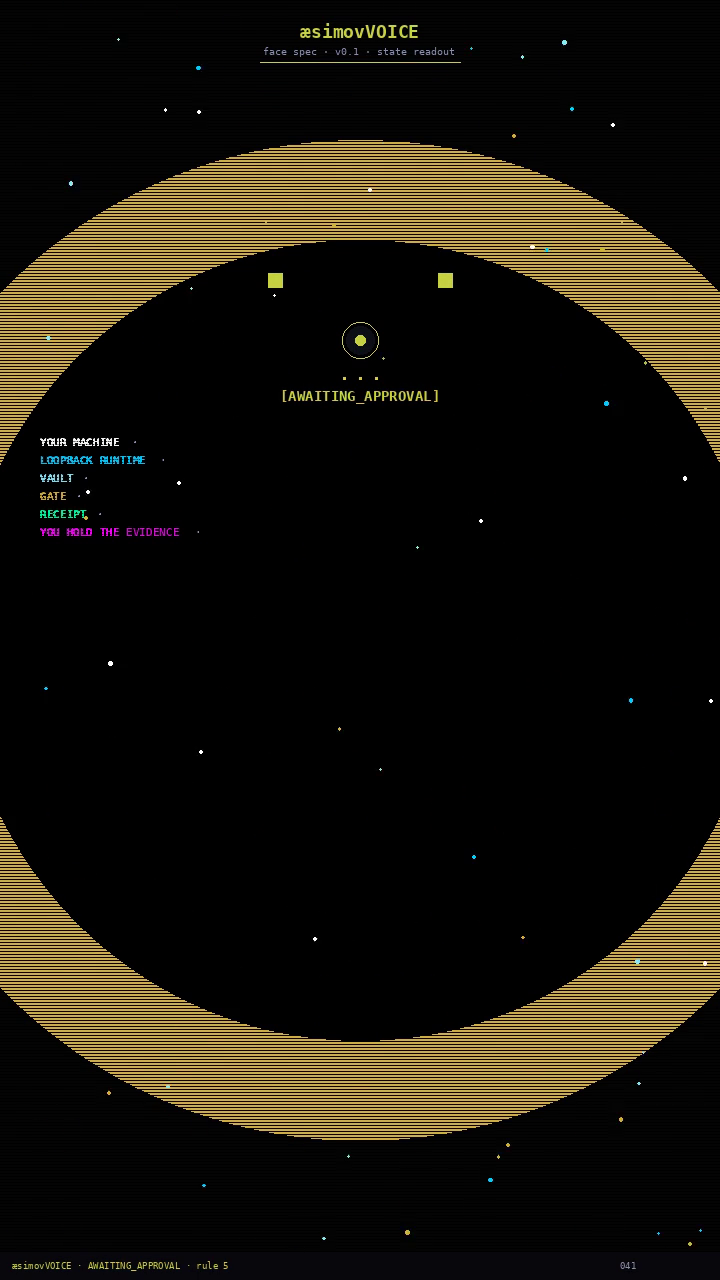 æsimovVOICE
face spec · v0.1 · state readout
[AWAITING_APPROVAL]
YOUR MACHINE ·
LOOPBACK RUNTIME ·
VAULT ·
GATE ·
RECEIPT ·
YOU HOLD THE EVIDENCE ·
æsimovVOICE · AWAITING_APPROVAL · rule 5
041